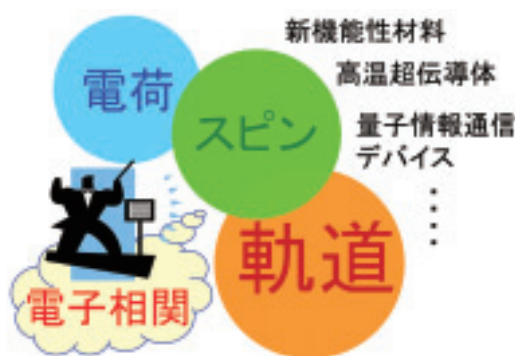 新機能性材料
高温超伝導体
量子情報通信
デバイス
電荷
スピン
軌道
電子相関